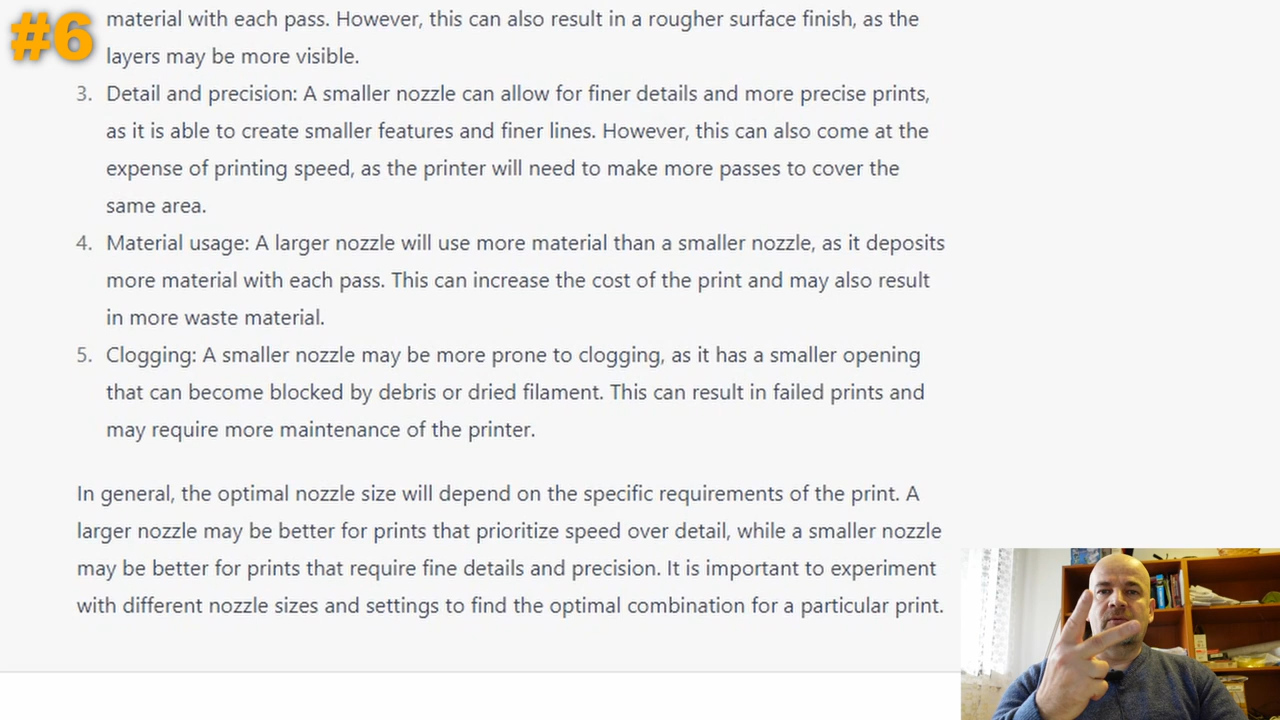 #6
material with each pass. However, this can also result in a rougher surface finish, as the
layers may be more visible.
3. Detail and precision: A smaller nozzle can allow for finer details and more precise prints,
as it is able to create smaller features and finer lines. However, this can also come at the
expense of printing speed, as the printer will need to make more passes to cover the
same area.
4. Material usage: A larger nozzle will use more material than a smaller nozzle, as it deposits
more material with each pass. This can increase the cost of the print and may also result
in more waste material.
5. Clogging: A smaller nozzle may be more prone to clogging, as it has a smaller opening
that can become blocked by debris or dried filament. This can result in failed prints and
may require more maintenance of the printer.
In general, the optimal nozzle size will depend on the specific requirements of the print. A
larger nozzle may be better for prints that prioritize speed over detail, while a smaller nozzle
may be better for prints that require fine details and precision. It is important to experiment
with different nozzle sizes and settings to find the optimal combination for a particular print.